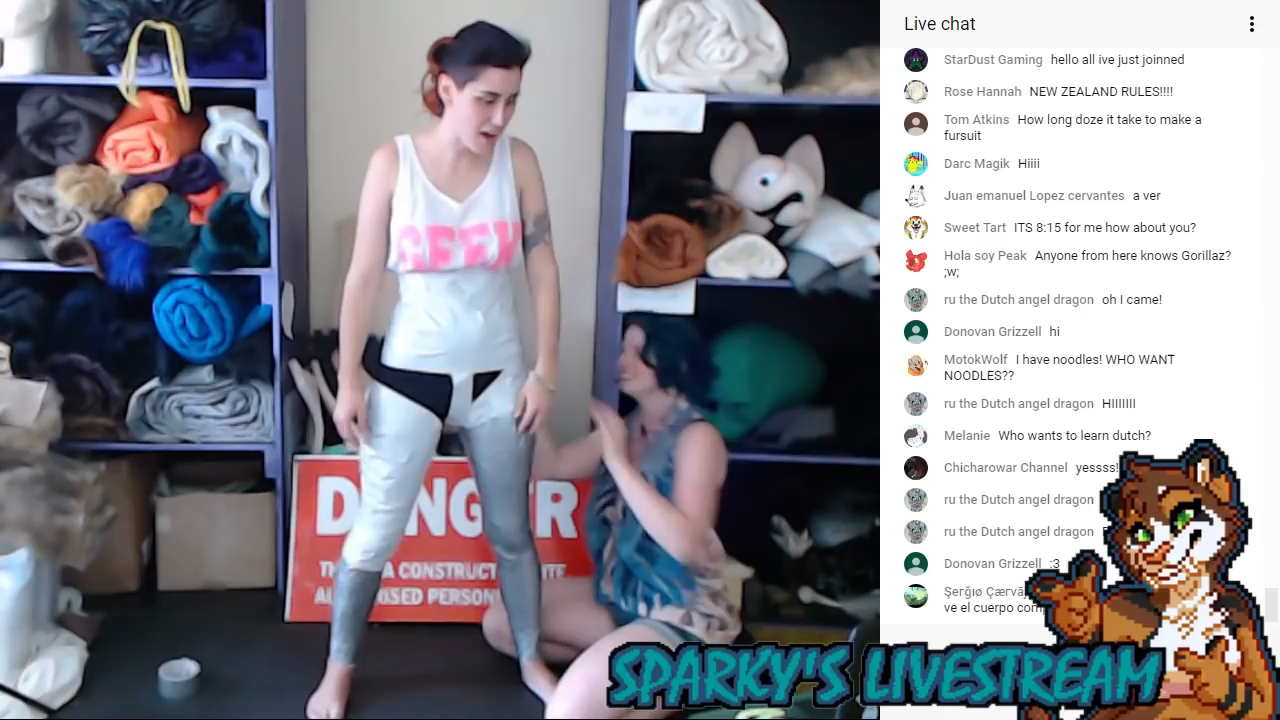 GEEK
DANGER
Live chat
StarDust Gaming hello all ive just joinned
Rose Hannah NEW ZEALAND RULES!!!!
Tom Atkins How long doze it take to make a
fursuit
Darc Magik Hiiii
Juan emanuel Lopez cervantes a ver
Sweet Tart ITS 8:15 for me how about you?
Hola soy Peak Anyone from here knows Gorillaz?
;w;
ru the Dutch angel dragon oh I came!
Donovan Grizzell hi
MotokWolf I have noodles! WHO WANT
NOODLES??
ru the Dutch angel dragon HIIIIIII
Melanie Who wants to learn dutch?
Chicharowar Channel yessss!
ru the Dutch angel dragon
ru the Dutch angel dragon
Donovan Grizzell :3
ve el cuerpo com
SPARKY'S LIVESTREAM